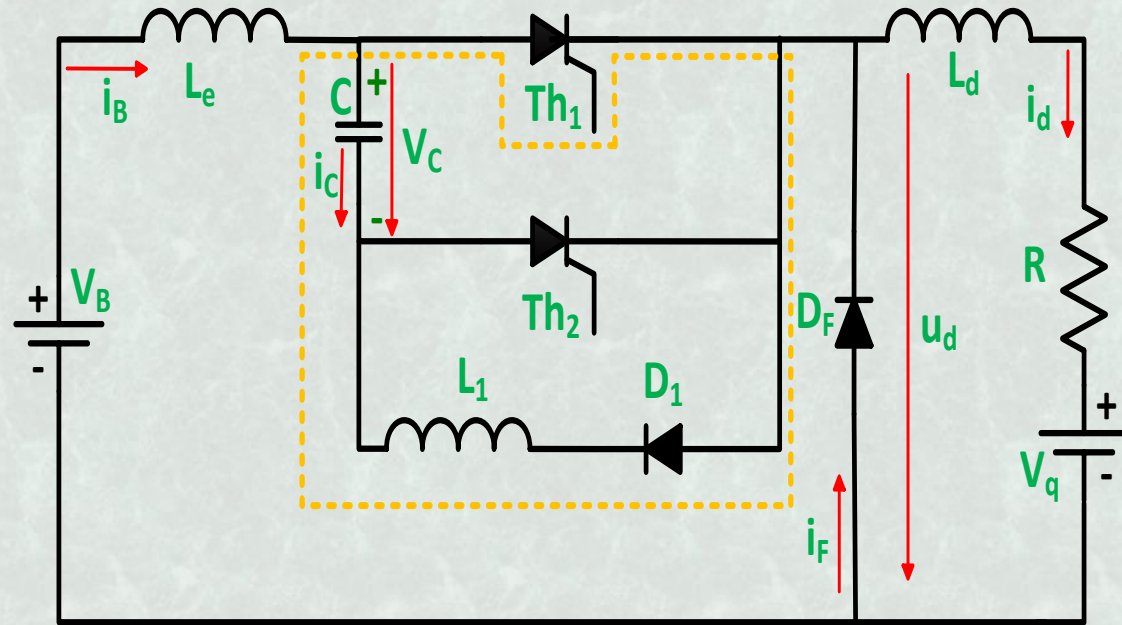 i_B
L_e
C
+
V_C
i_C
-
Th_1
L_d
i_d
+
V_B
-
Th_2
D_F
u_d
R
L_1
D_1
+
V_q
-
i_F